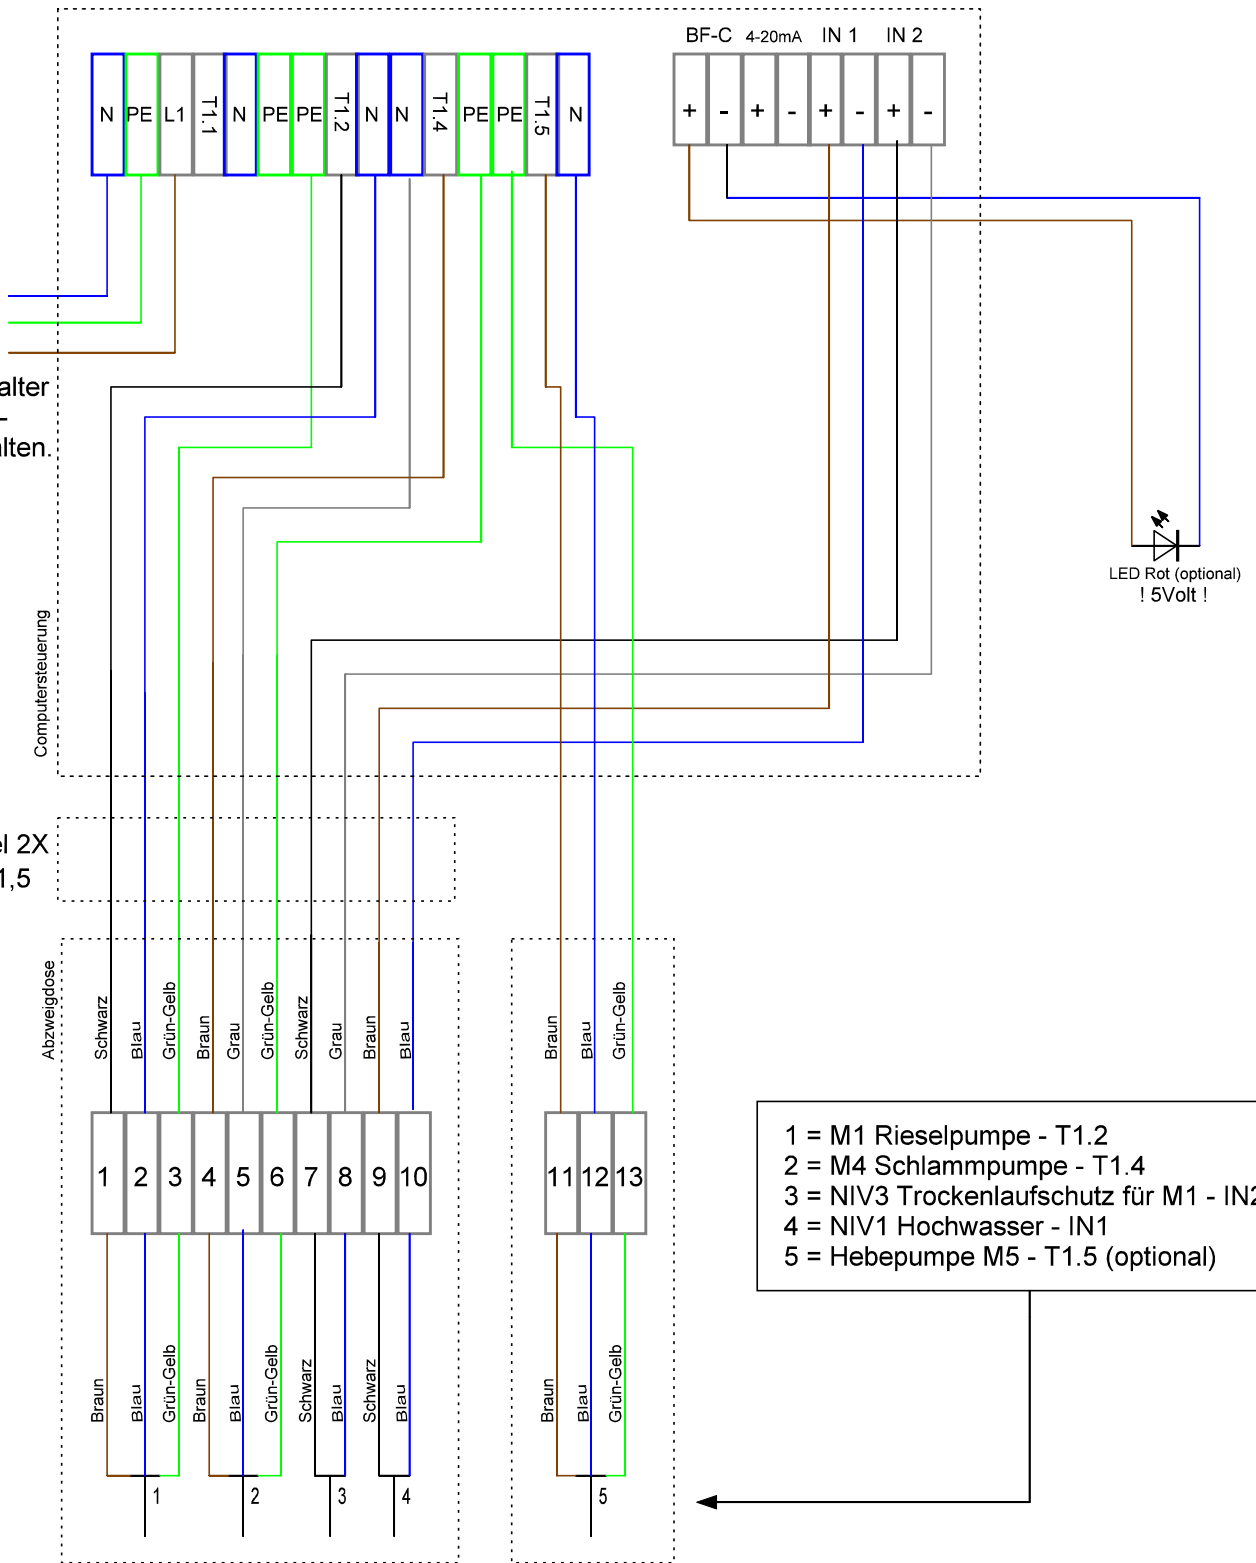 BF-C 4-20mA IN 1 IN 2
N PE L1 T1.1 N PE PE T1.2 N N T1.4 PE PE T1.5 N
+ - + - + - + -
alter
-
alten.
LED Rot (optional)
! 5Volt !
Computersteuerung
el 2X
1,5
Abzweigdose
Schwarz Blau Grün-Gelb Braun Grau Grün-Gelb Schwarz Grau Braun Blau
Braun Blau Grün-Gelb
1 2 3 4 5 6 7 8 9 10
11 12 13
1 = M1 Rieselpumpe - T1.2
2 = M4 Schlammpumpe - T1.4
3 = NIV3 Trockenlaufschutz für M1 - IN2
4 = NIV1 Hochwasser - IN1
5 = Hebepumpe M5 - T1.5 (optional)
Braun Blau Grün-Gelb Braun Blau Grün-Gelb Schwarz Blau Schwarz Blau
Braun Blau Grün-Gelb
1 2 3 4
5